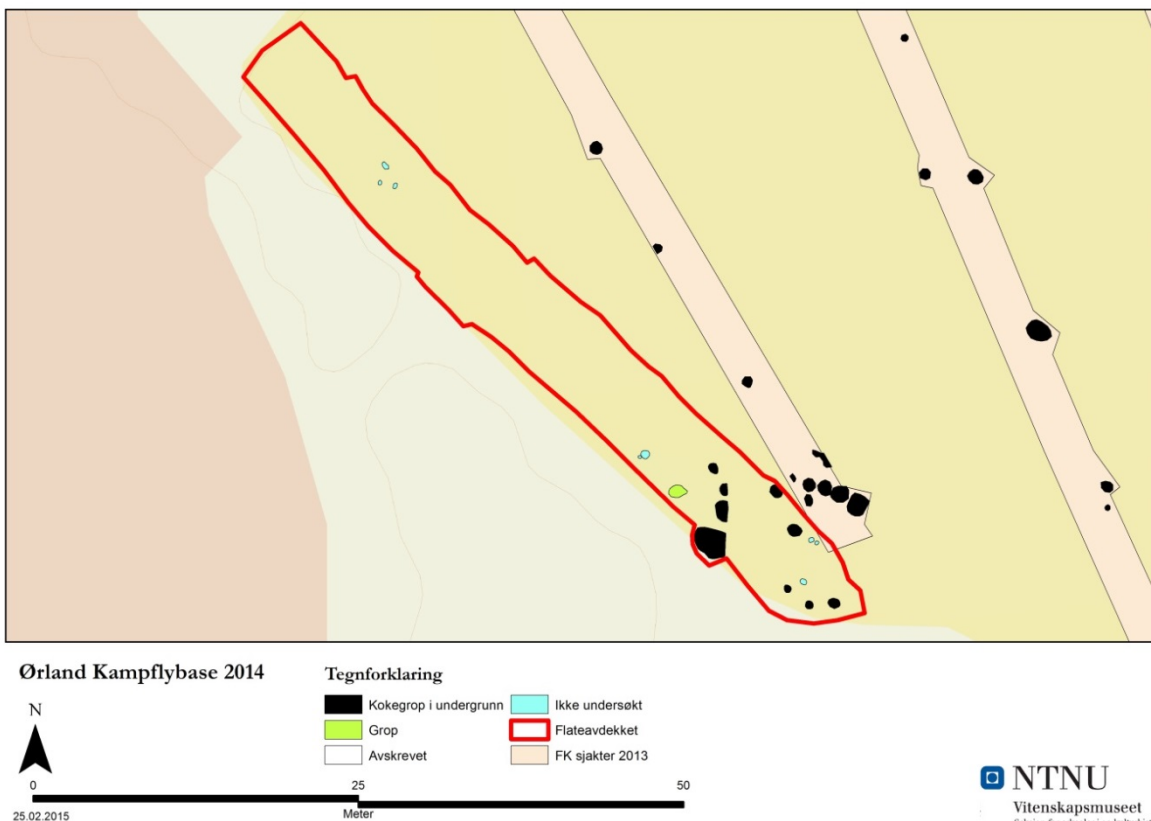 Ørland Kampflybase 2014
N
Tegnforklaring
Kokegrop i undergrunn
Grop
Avskrevet
Ikke undersøkt
Flateavdekket
FK sjakter 2013
0
25
50
Meter
25.02.2015
NTNU
Vitenskapsmuseet